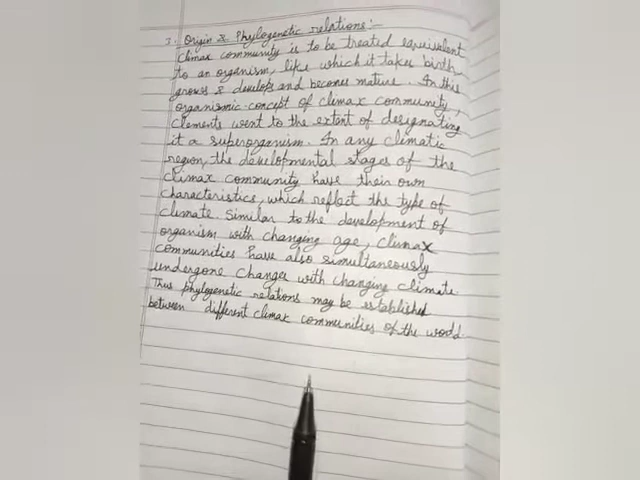 3. Origin & Phylogenetic relations:-
Climax community is to be treated equivalent
to an organism, like which it takes birth
grows & develops and becomes mature. In this
organismic concept of climax community,
Clements went to the extent of designating
it a superorganism. In any climatic
region, the developmental stages of the
climax community have their own
characteristics, which reflect the type of
climate. Similar to the development of
organism with changing age, climax
communities have also simultaneously
undergone changes with changing climate.
Thus phylogenetic relations may be established
between different climax communities of the world.